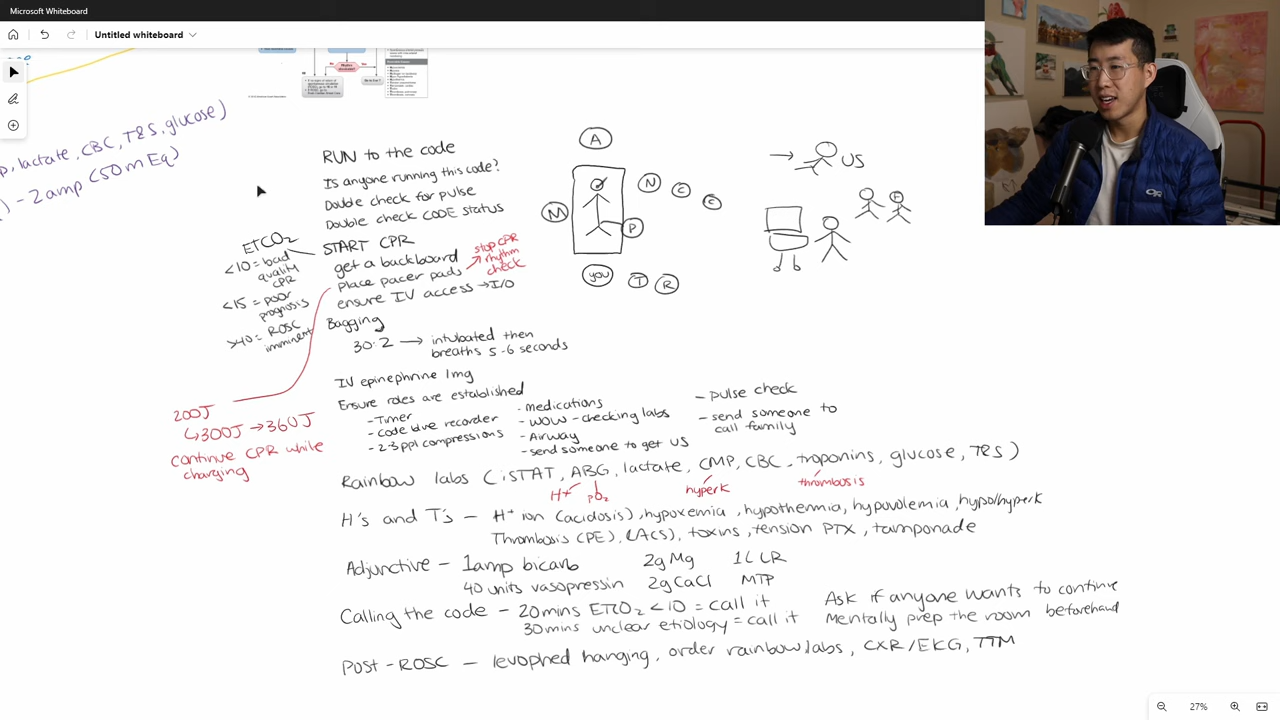 Microsoft Whiteboard
Untitled whiteboard
p, lactate, CBC, T&S, glucose)
) - 2 amp (50 mEq)
RUN to the code
Is anyone running this code?
Double check for pulse
Double check CODE status
START CPR
get a backboard
place pacer pads
ensure IV access → I/O
stop CPR
rhythm
check
ETCO2
<10 = bad
quality
CPR
<15 = poor
prognosis
>40 = ROSC
imminent
Bagging
30:2 → intubated then
breaths 5-6 seconds
IV epinephrine 1mg
Ensure roles are established
- Timer
- code blue recorder
- 2-3 ppl compressions
- Medications
- WOW - checking labs
- Airway
- send someone to get US
- pulse check
- send someone to
call family
200J
↳ 300J → 360J
continue CPR while
charging
Rainbow labs (iSTAT, ABG, lactate, CMP, CBC, troponins, glucose, T&S)
H+
pO2
hyperK
thrombosis
H's and T's - H+ ion (acidosis), hypoxemia, hypothermia, hypovolemia, hypo/hyperK
Thrombosis (PE), (ACS), toxins, tension PTX, tamponade
Adjunctive - 1amp bicarb 2g Mg 1L LR
40 units vasopressin 2g CaCl MTP
Calling the code - 20mins ETCO2 <10 = call it
30mins unclear etiology = call it
Ask if anyone wants to continue
Mentally prep the room beforehand
Post-ROSC - levophed hanging, order rainbow labs, CXR/EKG, TTM
A
M
N
C
C
P
you
T
R
US
27%